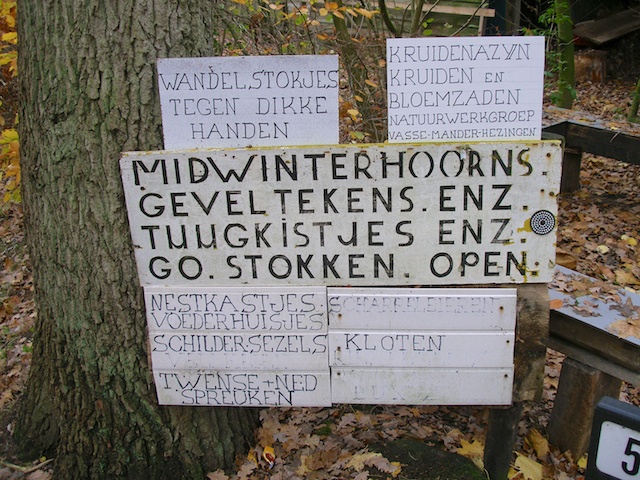 WANDELSTOKJES
TEGEN DIKKE
HANDEN
KRUIDENAZYN
KRUIDEN EN
BLOEMZADEN
NATUURWERKGROEP
VASSE-MANDER-HEZINGEN
MIDWINTERHOORNS.
GEVELTEKENS. ENZ.
TUUGKISTJES ENZ.
GO. STOKKEN. OPEN.
NESTKASTJES.
VOEDERHUISJES
SCHILDERSEZELS
TWENSE+NED
SPREUKEN
KLOTEN
5